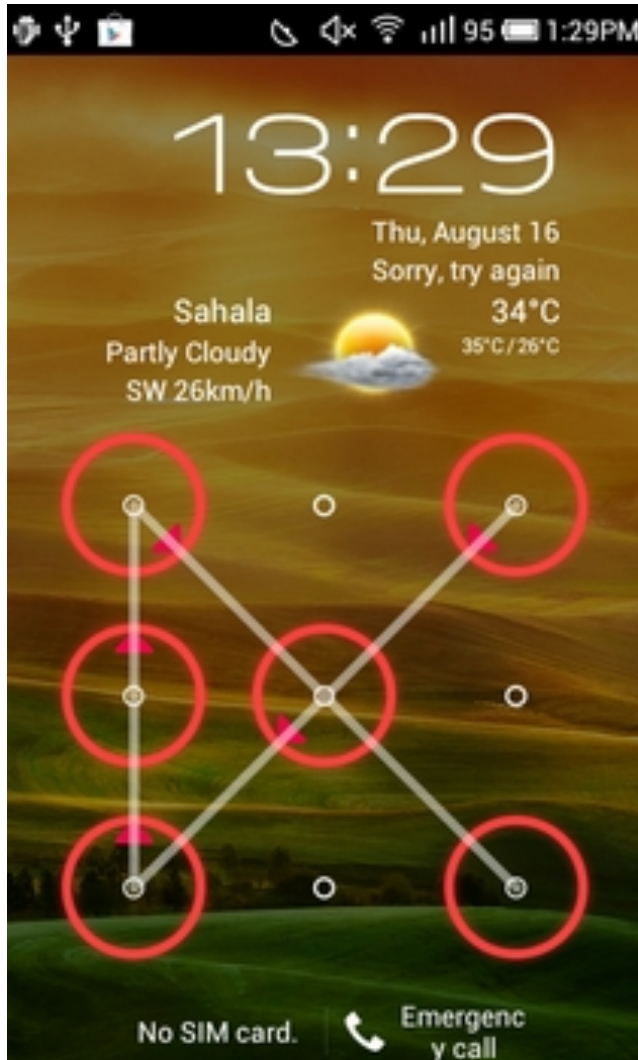 95 1:29PM
13:29
Thu, August 16
Sorry, try again
Sahala
34°C
Partly Cloudy
35°C / 26°C
SW 26km/h
No SIM card.
Emergenc
y call